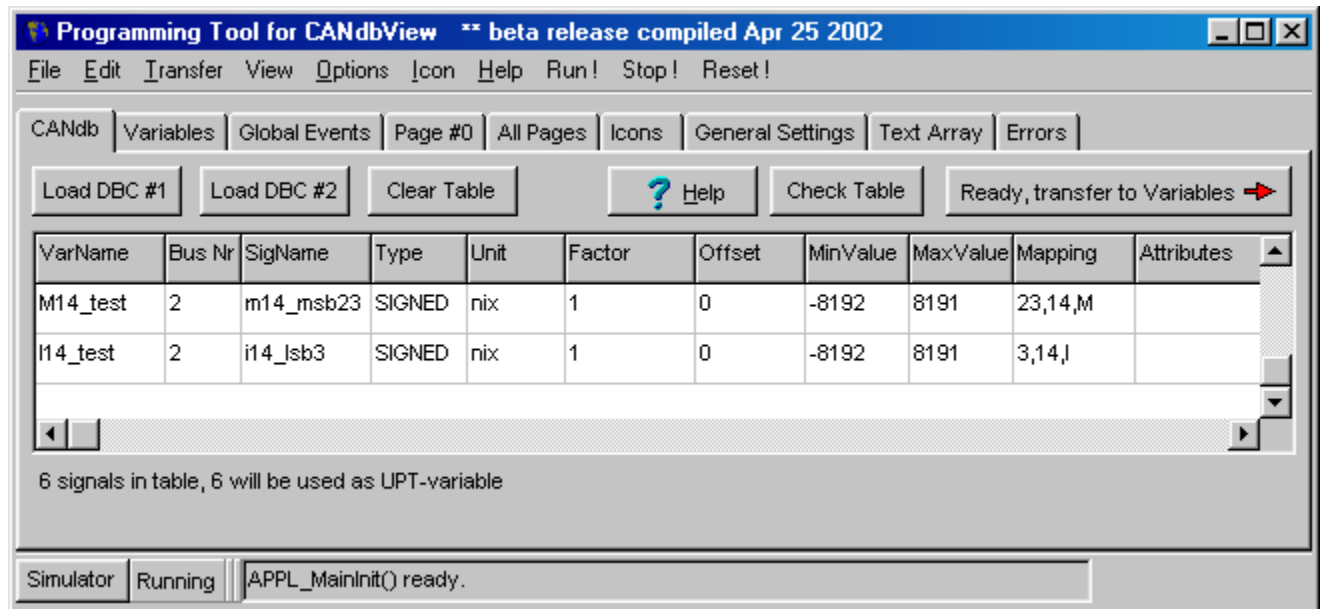 Programming Tool for CANdbView ** beta release compiled Apr 25 2002
File Edit Transfer View Options Icon Help Run! Stop! Reset!
CANdb Variables Global Events Page #0 All Pages Icons General Settings Text Array Errors
Load DBC #1 Load DBC #2 Clear Table ? Help Check Table Ready, transfer to Variables
VarName Bus Nr SigName Type Unit Factor Offset MinValue MaxValue Mapping Attributes
M14_test 2 m14_msb23 SIGNED nix 1 0 -8192 8191 23,14,M
I14_test 2 i14_lsb3 SIGNED nix 1 0 -8192 8191 3,14,I
6 signals in table, 6 will be used as UPT-variable
Simulator Running APPL_MainInit() ready.